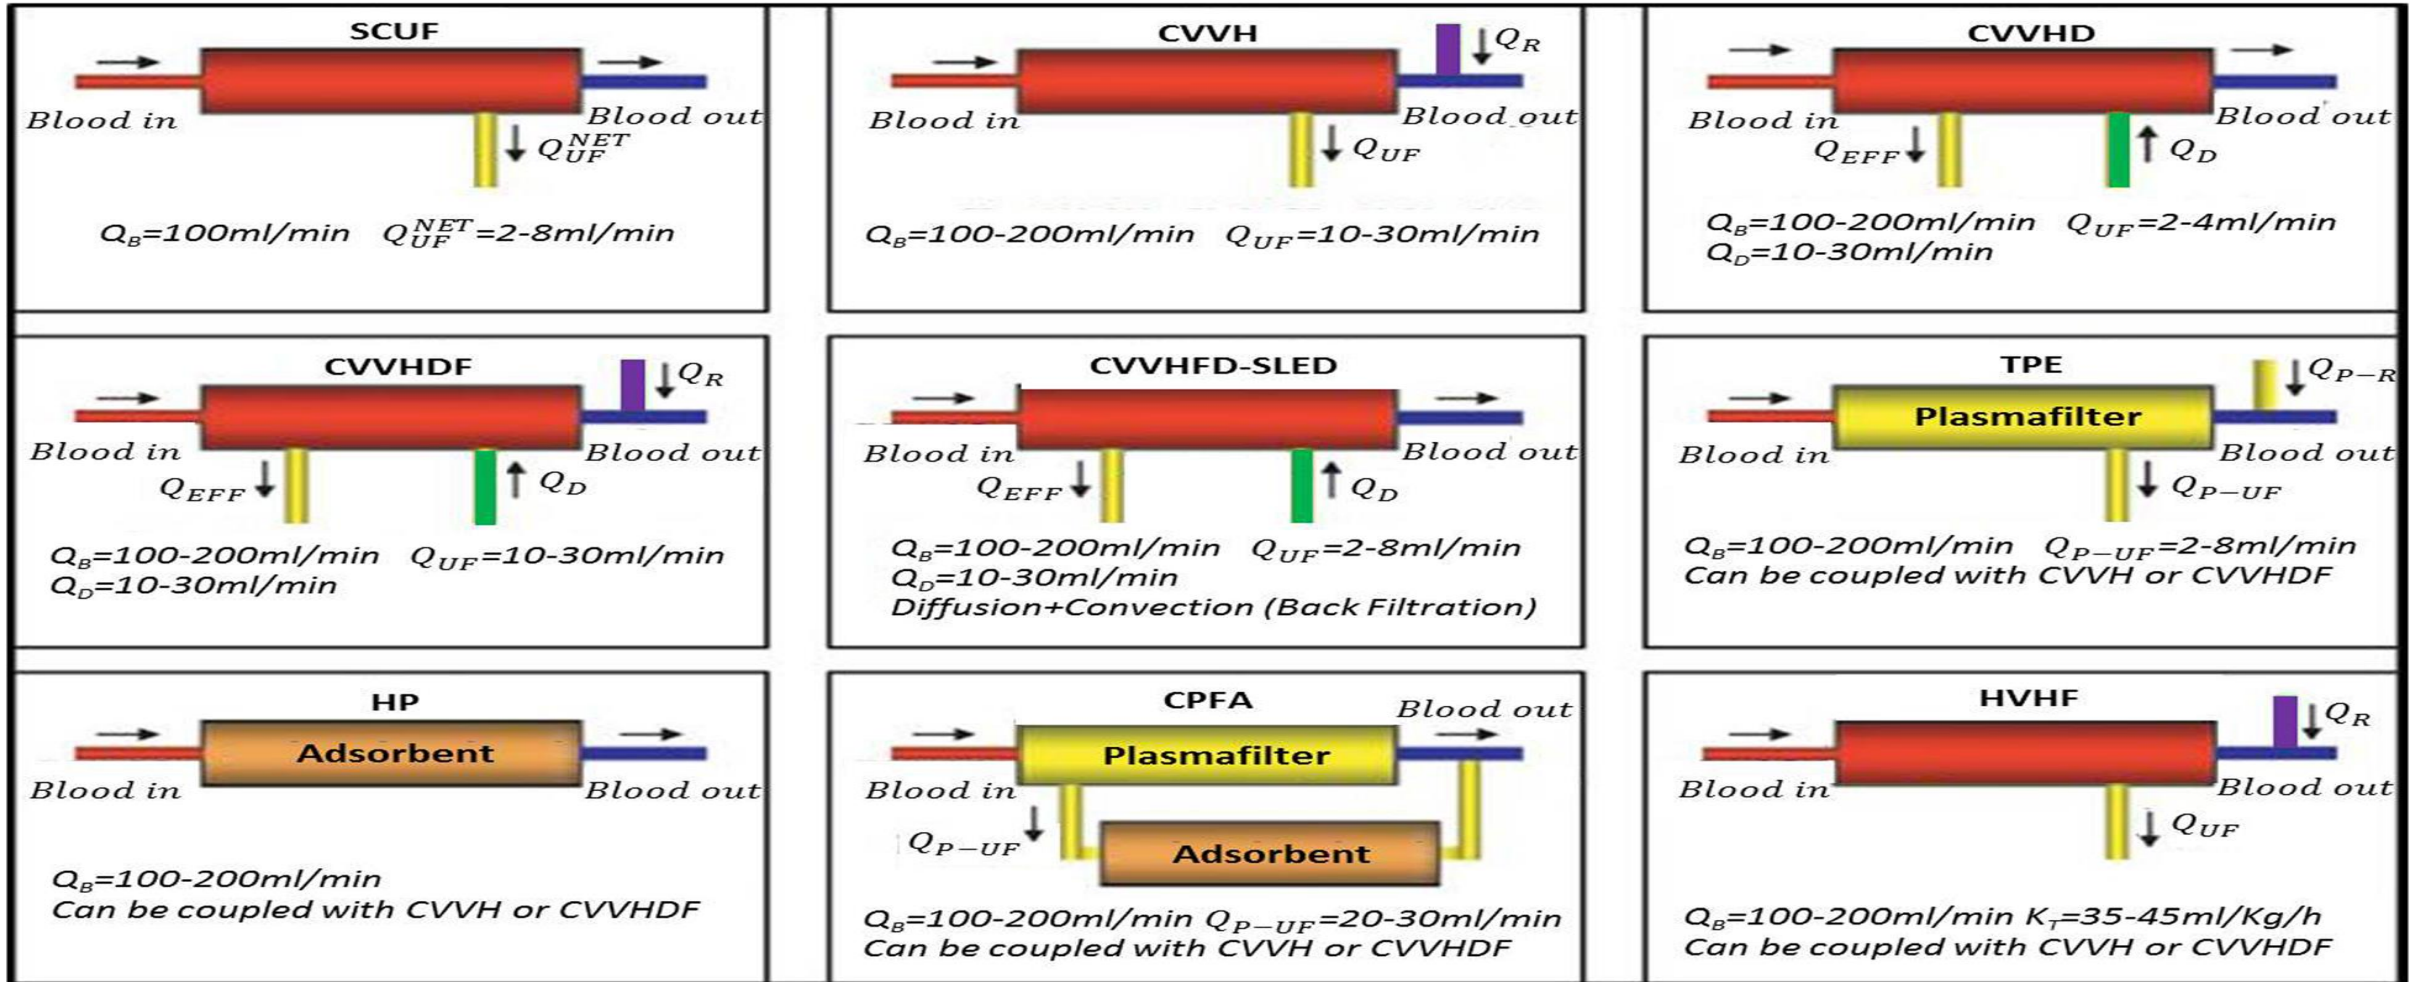 SCUF
Blood in
Blood out
Q_UF^NET
Q_B=100ml/min Q_UF^NET=2-8ml/min
CVVH
Q_R
Blood in
Blood out
Q_UF
Q_B=100-200ml/min Q_UF=10-30ml/min
CVVHD
Blood in
Blood out
Q_EFF
Q_D
Q_B=100-200ml/min Q_UF=2-4ml/min
Q_D=10-30ml/min
CVVHDF
Q_R
Blood in
Blood out
Q_EFF
Q_D
Q_B=100-200ml/min Q_UF=10-30ml/min
Q_D=10-30ml/min
CVVHFD-SLED
Blood in
Blood out
Q_EFF
Q_D
Q_B=100-200ml/min Q_UF=2-8ml/min
Q_D=10-30ml/min
Diffusion+Convection (Back Filtration)
TPE
Q_P-R
Plasmafilter
Blood in
Blood out
Q_P-UF
Q_B=100-200ml/min Q_P-UF=2-8ml/min
Can be coupled with CVVH or CVVHDF
HP
Adsorbent
Blood in
Blood out
Q_B=100-200ml/min
Can be coupled with CVVH or CVVHDF
CPFA
Blood out
Plasmafilter
Blood in
Q_P-UF
Adsorbent
Q_B=100-200ml/min Q_P-UF=20-30ml/min
Can be coupled with CVVH or CVVHDF
HVHF
Q_R
Blood in
Blood out
Q_UF
Q_B=100-200ml/min K_T=35-45ml/Kg/h
Can be coupled with CVVH or CVVHDF